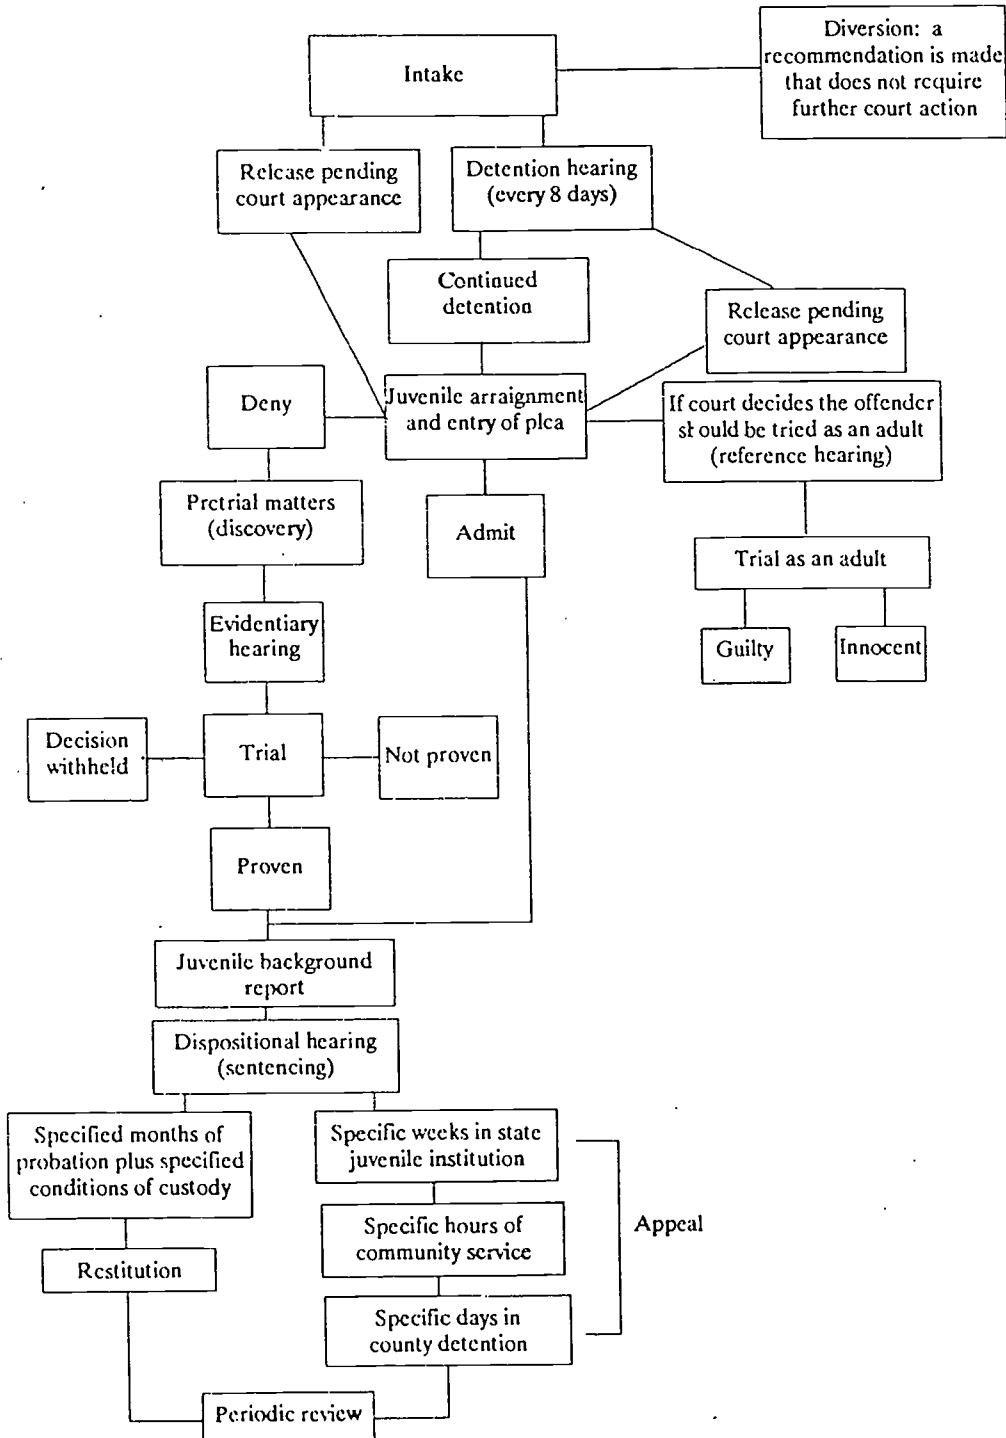 Diversion: a
recommendation is made
that does not require
further court action
Intake
Release pending
court appearance
Detention hearing
(every 8 days)
Continued
detention
Release pending
court appearance
Deny
Juvenile arraignment
and entry of plea
If court decides the offender
should be tried as an adult
(reference hearing)
Pretrial matters
(discovery)
Admit
Trial as an adult
Evidentiary
hearing
Guilty
Innocent
Decision
withheld
Trial
Not proven
Proven
Juvenile background
report
Dispositional hearing
(sentencing)
Specified months of
probation plus specified
conditions of custody
Specific weeks in state
juvenile institution
Appeal
Specific hours of
community service
Restitution
Specific days in
county detention
Periodic review